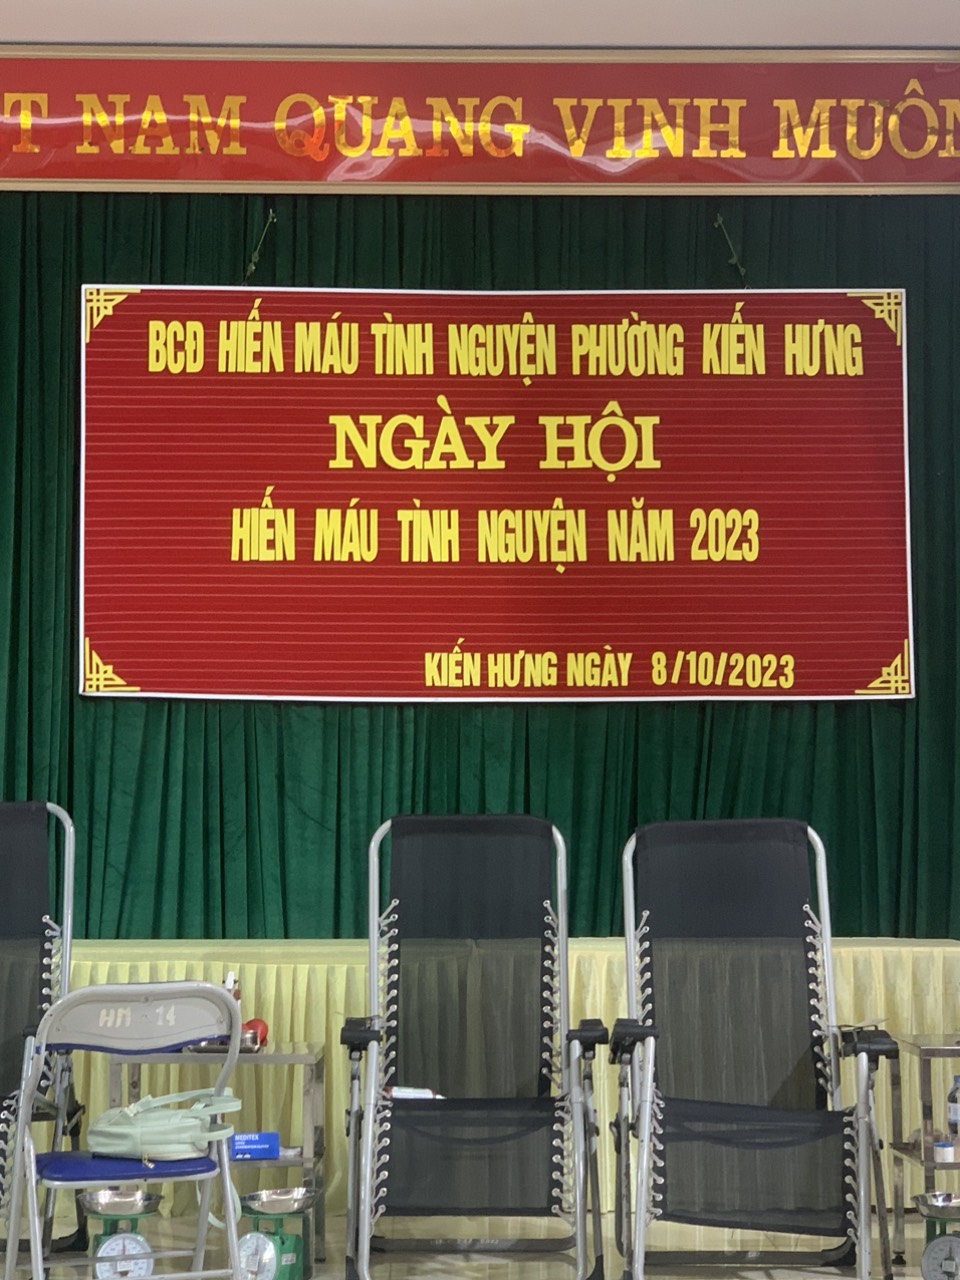 T NAM QUANG VINH MUÔN
BCĐ HIẾN MÁU TÌNH NGUYỆN PHƯỜNG KIẾN HƯNG
NGÀY HỘI
HIẾN MÁU TÌNH NGUYỆN NĂM 2023
KIẾN HƯNG NGÀY 8/10/2023
HM - 14
MEDITEX